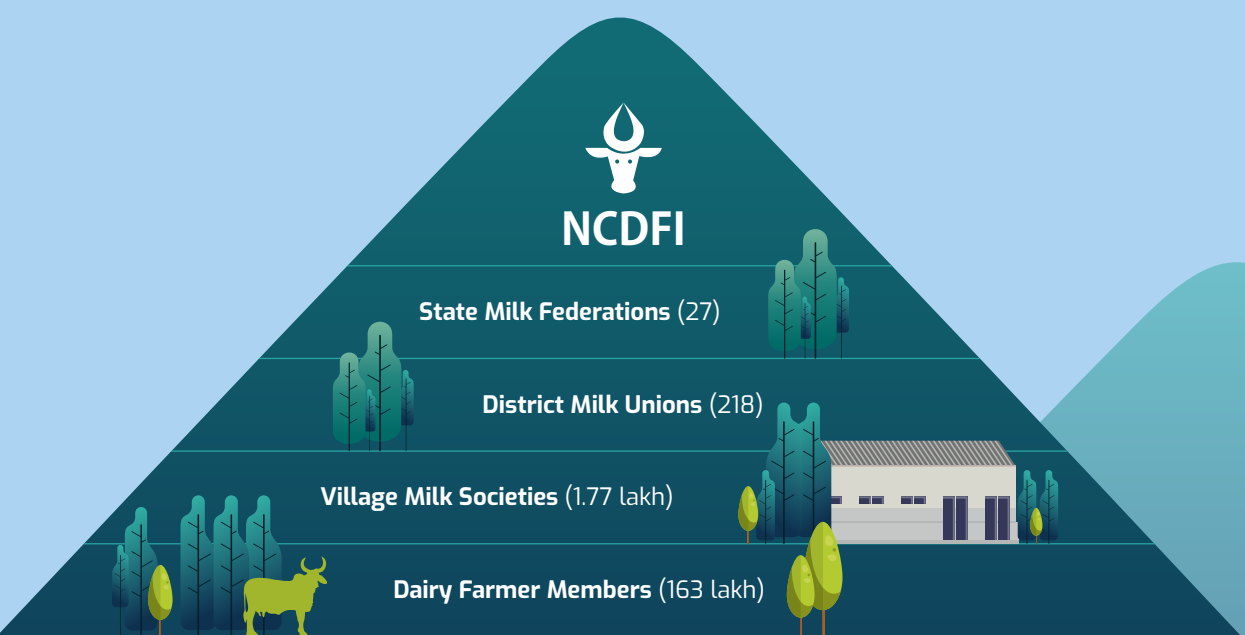 NCDFI
State Milk Federations (27)
District Milk Unions (218)
Village Milk Societies (1.77 lakh)
Dairy Farmer Members (163 lakh)